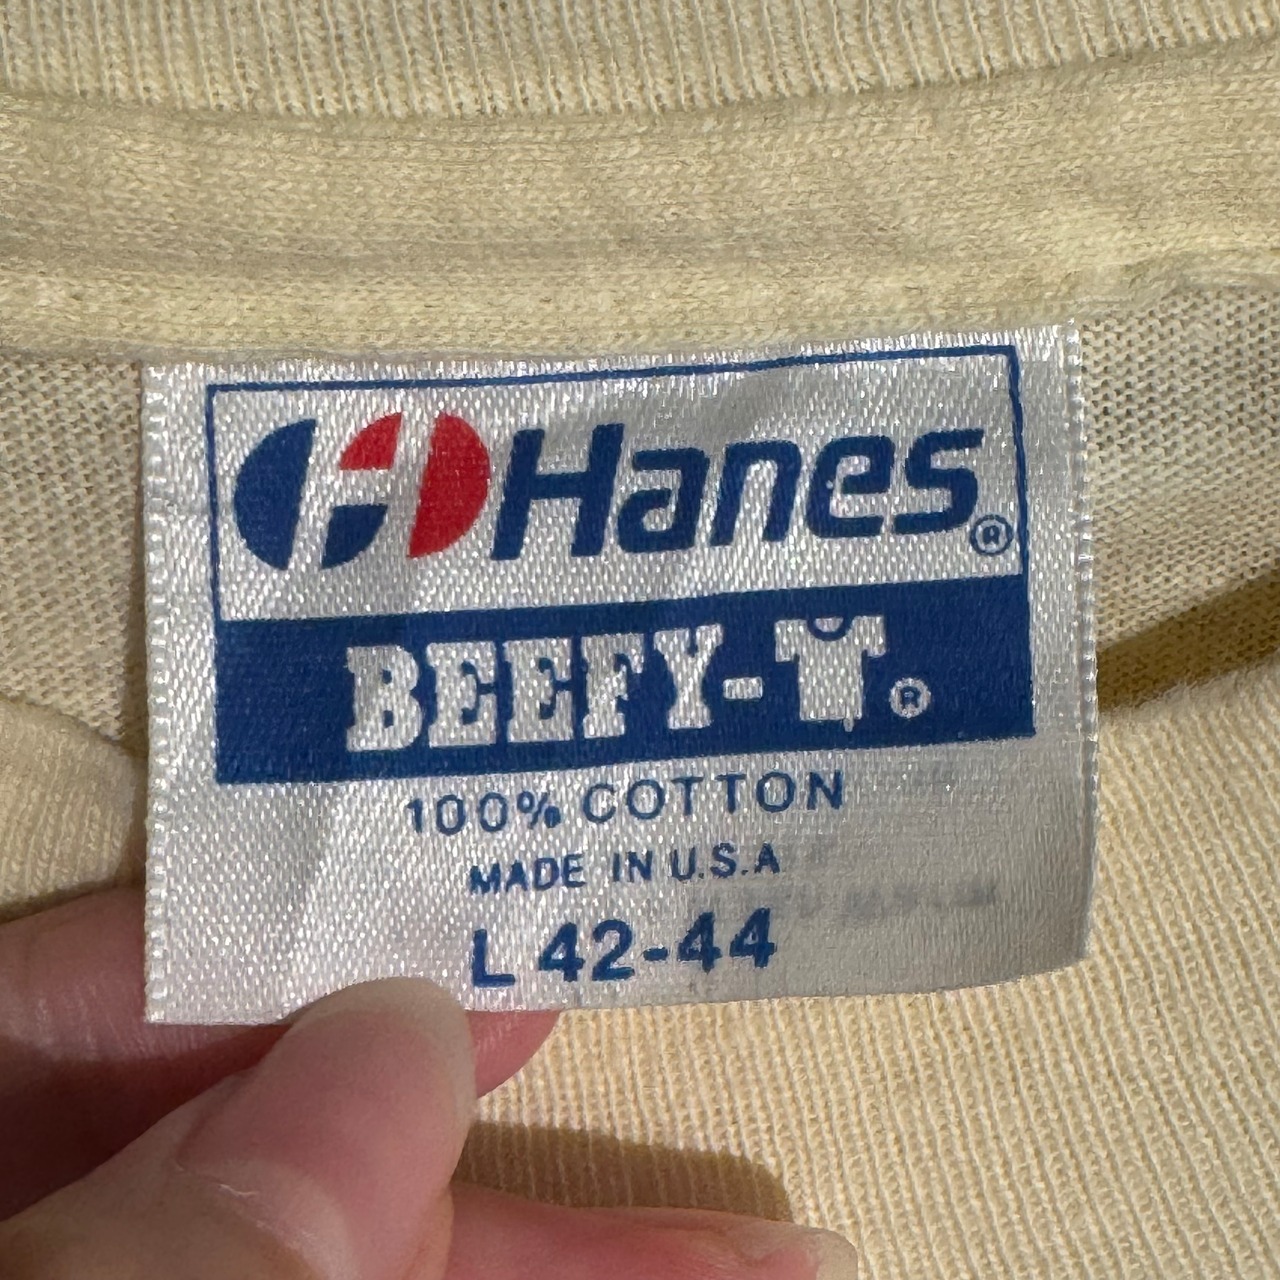 Hanes®
BEEFY-T®
100% COTTON
MADE IN U.S.A
L 42-44